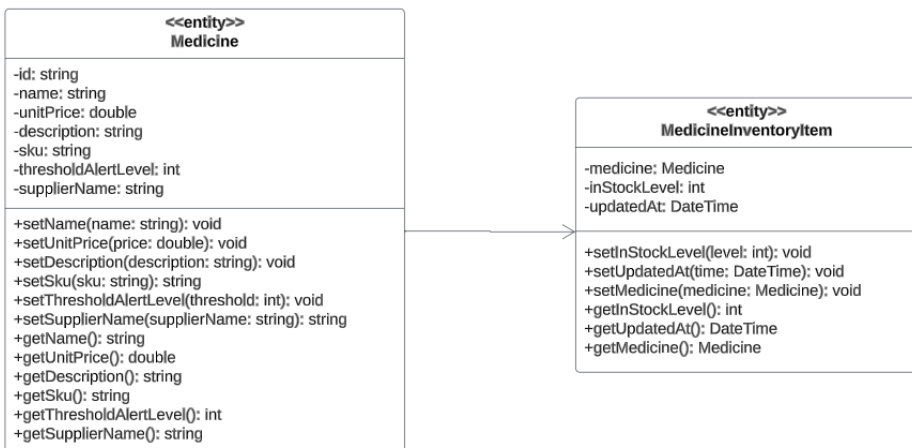 <<entity>>
Medicine
-id: string
-name: string
-unitPrice: double
-description: string
-sku: string
-thresholdAlertLevel: int
-supplierName: string
+setName(name: string): void
+setUnitPrice(price: double): void
+setDescription(description: string): void
+setSku(sku: string): string
+setThresholdAlertLevel(threshold: int): void
+setSupplierName(supplierName: string): string
+getName(): string
+getUnitPrice(): double
+getDescription(): string
+getSku(): string
+getThresholdAlertLevel(): int
+getSupplierName(): string
<<entity>>
MedicineInventoryItem
-medicine: Medicine
-inStockLevel: int
-updatedAt: DateTime
+setInStockLevel(level: int): void
+setUpdatedAt(time: DateTime): void
+setMedicine(medicine: Medicine): void
+getInStockLevel(): int
+getUpdatedAt(): DateTime
+getMedicine(): Medicine